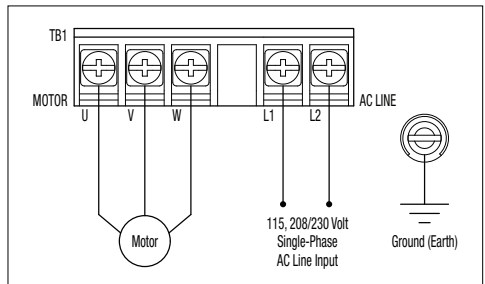 TB1
MOTOR
U
V
W
L1
L2
AC LINE
Motor
115, 208/230 Volt
Single-Phase
AC Line Input
Ground (Earth)